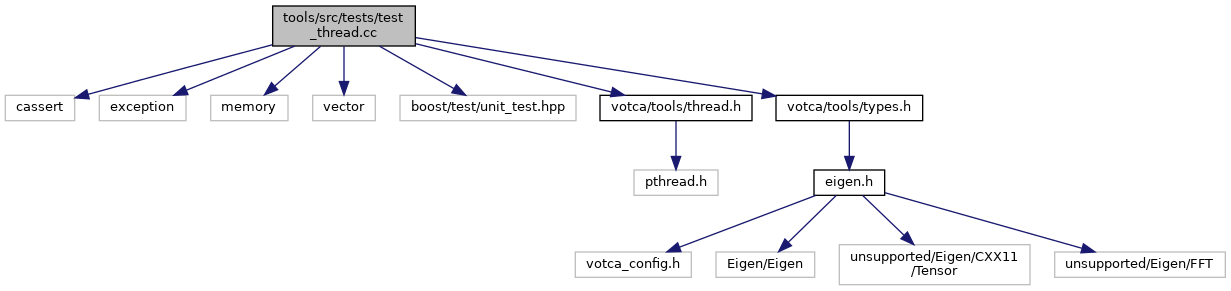 tools/src/tests/test
_thread.cc
cassert
exception
memory
vector
boost/test/unit_test.hpp
votca/tools/thread.h
votca/tools/types.h
pthread.h
eigen.h
votca_config.h
Eigen/Eigen
unsupported/Eigen/CXX11
/Tensor
unsupported/Eigen/FFT